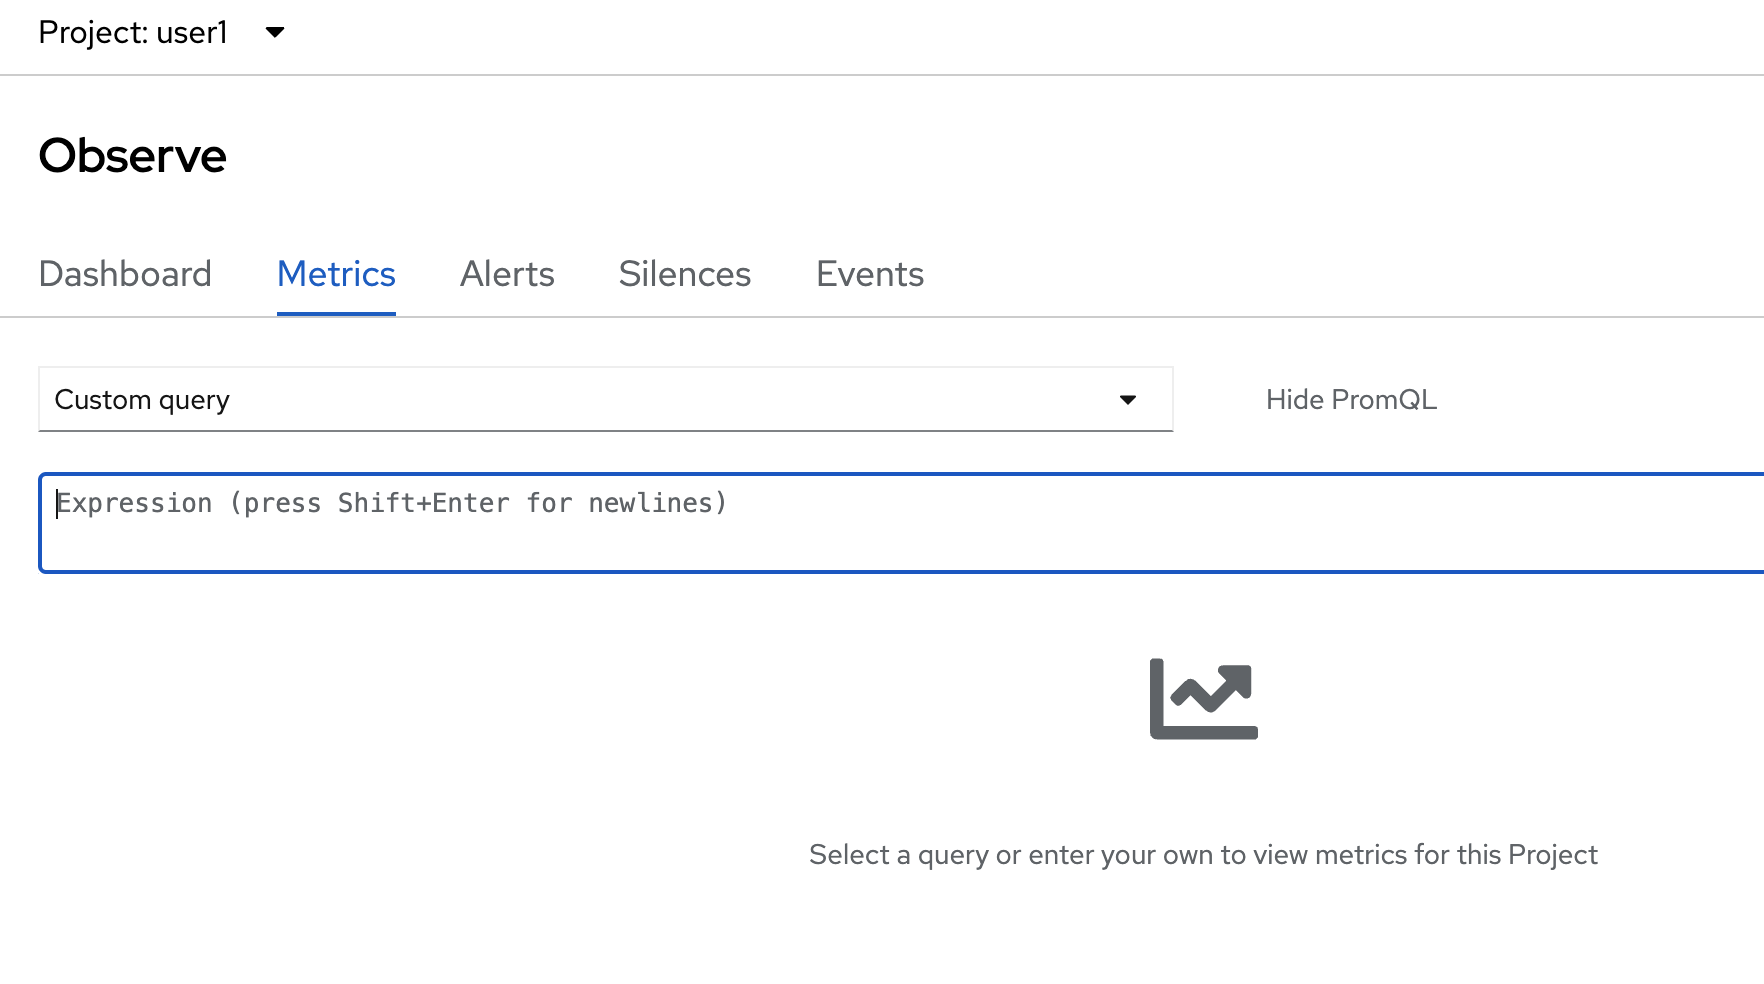 Project: user1
Observe
Dashboard Metrics Alerts Silences Events
Custom query Hide PromQL
Expression (press Shift+Enter for newlines)
Select a query or enter your own to view metrics for this Project